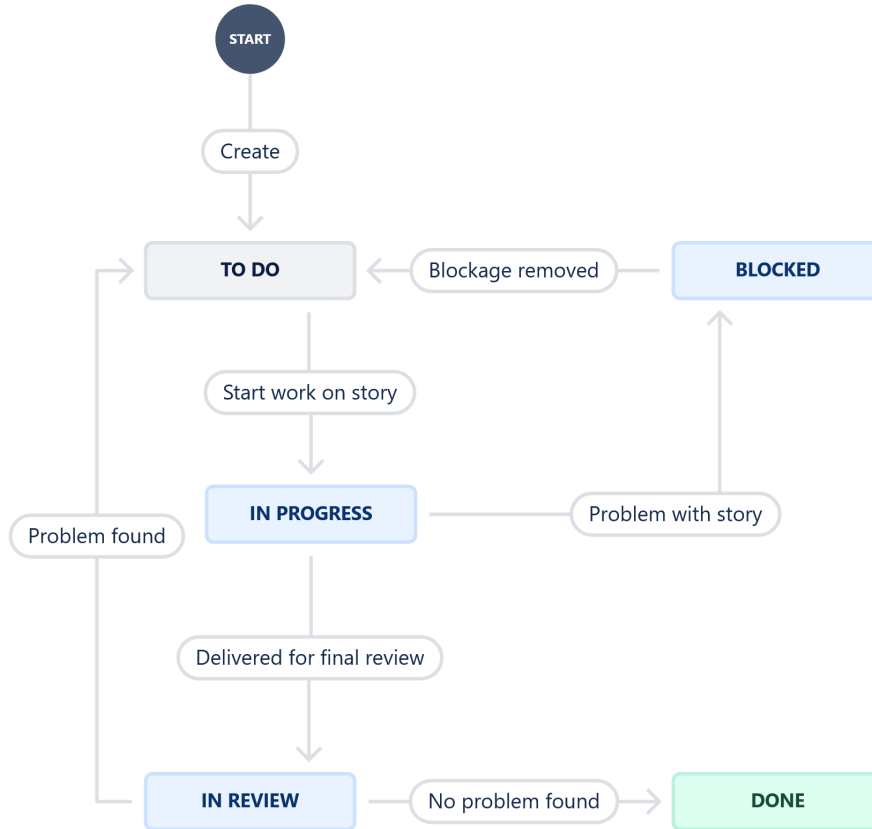 START
Create
TO DO
Blockage removed
BLOCKED
Start work on story
IN PROGRESS
Problem with story
Problem found
Delivered for final review
IN REVIEW
No problem found
DONE